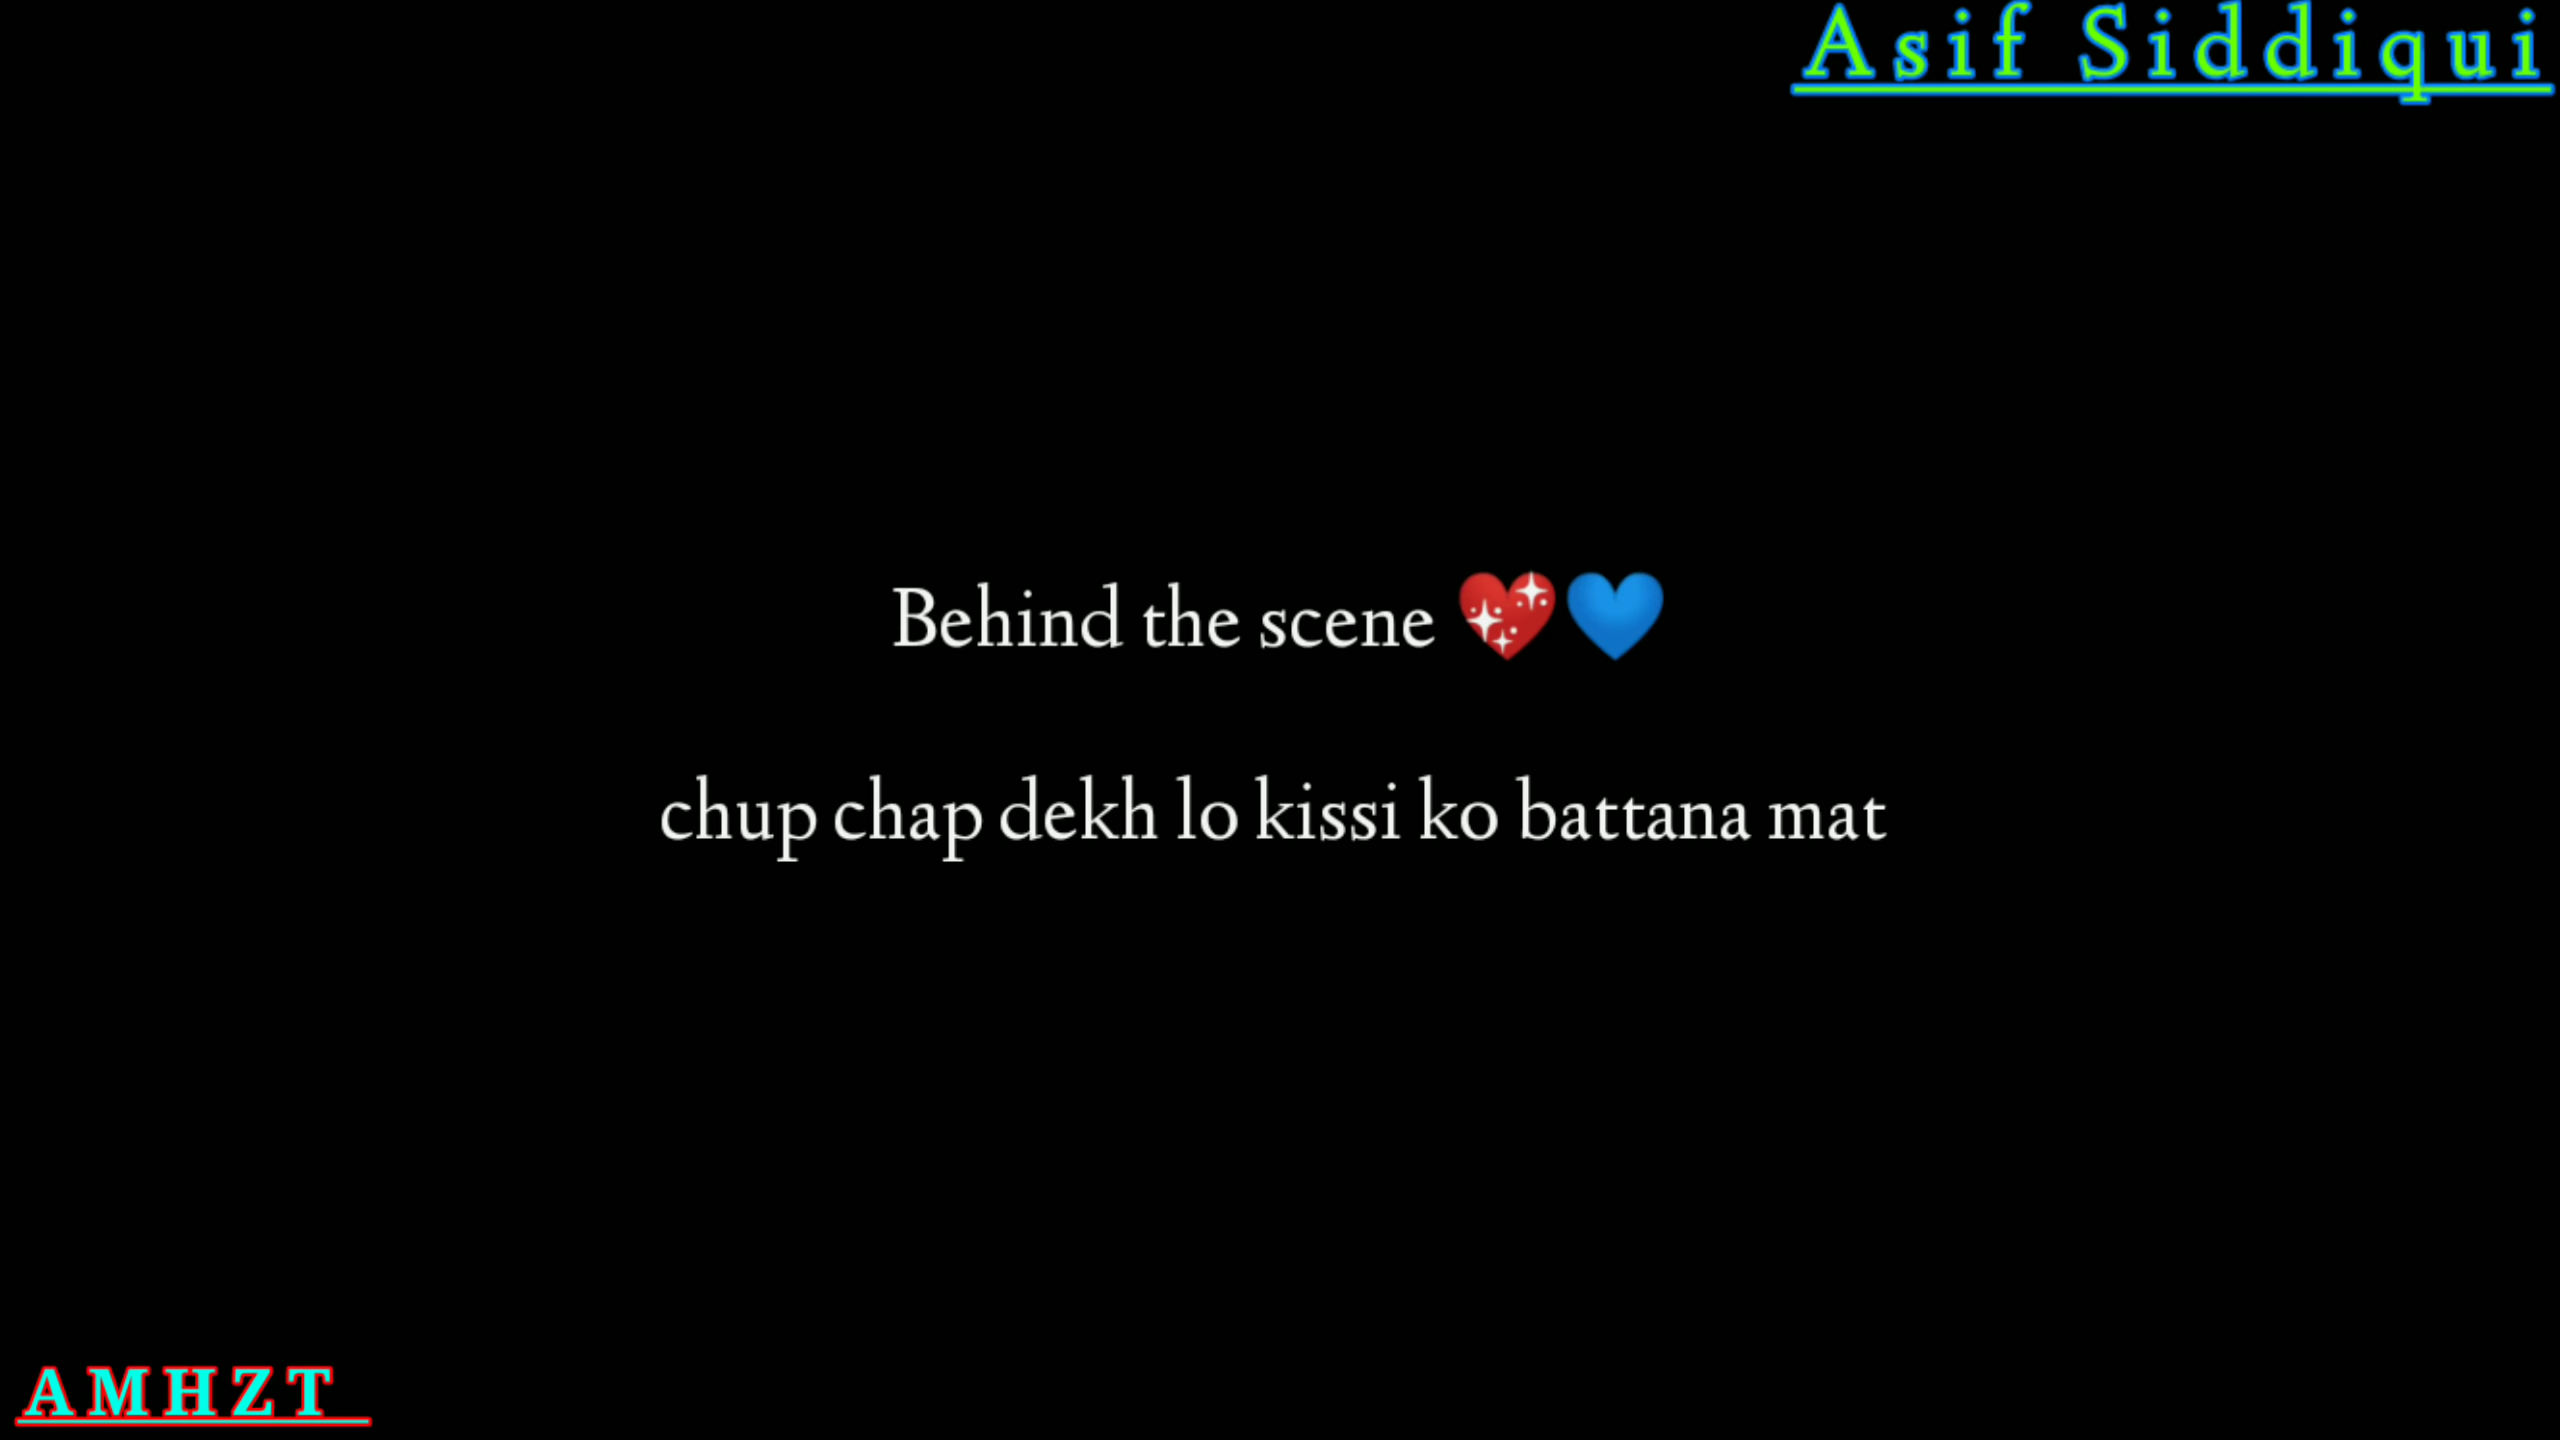 Asif Siddiqui
Behind the scene 💖💙
chup chap dekh lo kissi ko battana mat
AMHZT